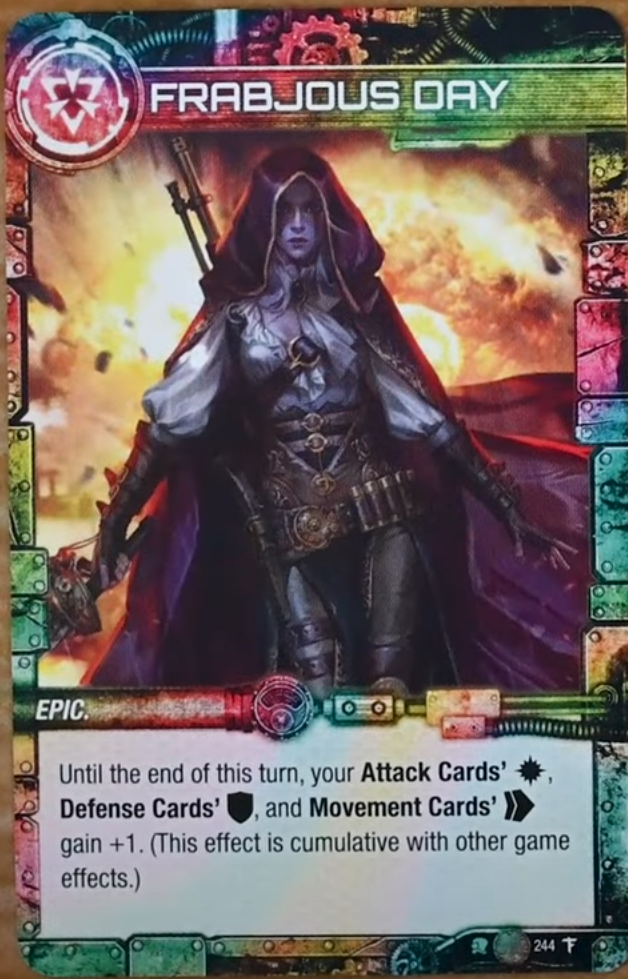 FRABJOUS DAY
EPIC.
Until the end of this turn, your Attack Cards' ,
Defense Cards' , and Movement Cards'
gain +1. (This effect is cumulative with other game
effects.)
244